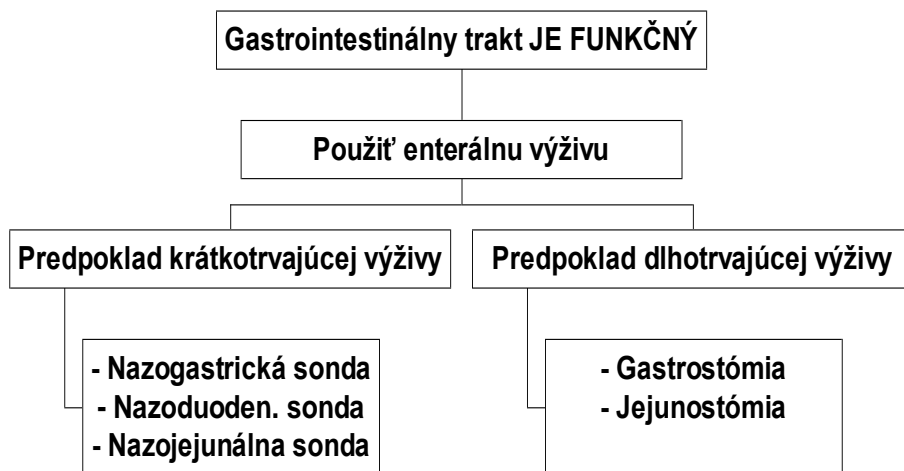 Gastrointestinálny trakt JE FUNKČNÝ
Použiť enterálnu výživu
Predpoklad krátkotrvajúcej výživy
Predpoklad dlhotrvajúcej výživy
- Nazogastrická sonda
- Nazoduoden. sonda
- Nazojejunálna sonda
- Gastrostómia
- Jejunostómia